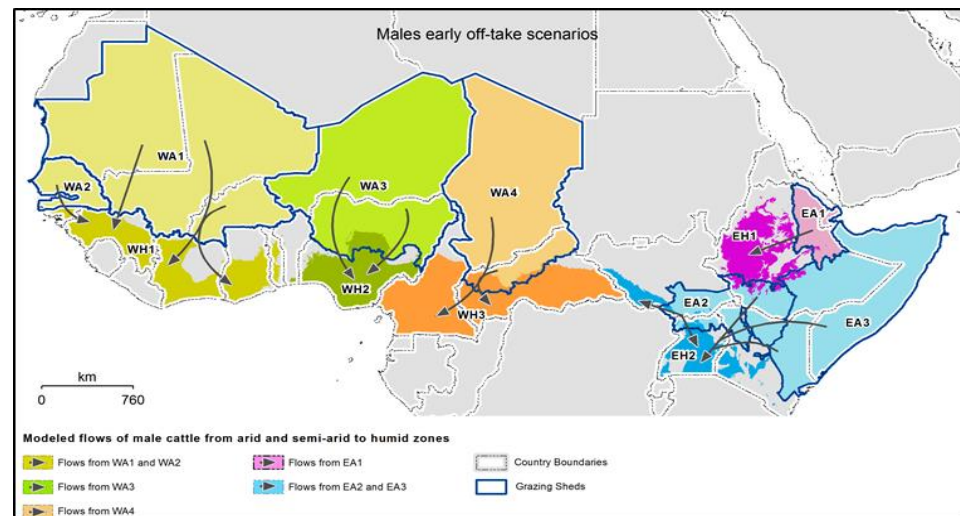 Males early off-take scenarios
WA1
WA2
WA3
WA4
EA1
EH1
WH1
WH2
EA2
WH3
EA3
EH2
km
0 760
Modeled flows of male cattle from arid and semi-arid to humid zones
Flows from WA1 and WA2
Flows from EA1
Country Boundaries
Flows from WA3
Flows from EA2 and EA3
Grazing Sheds
Flows from WA4